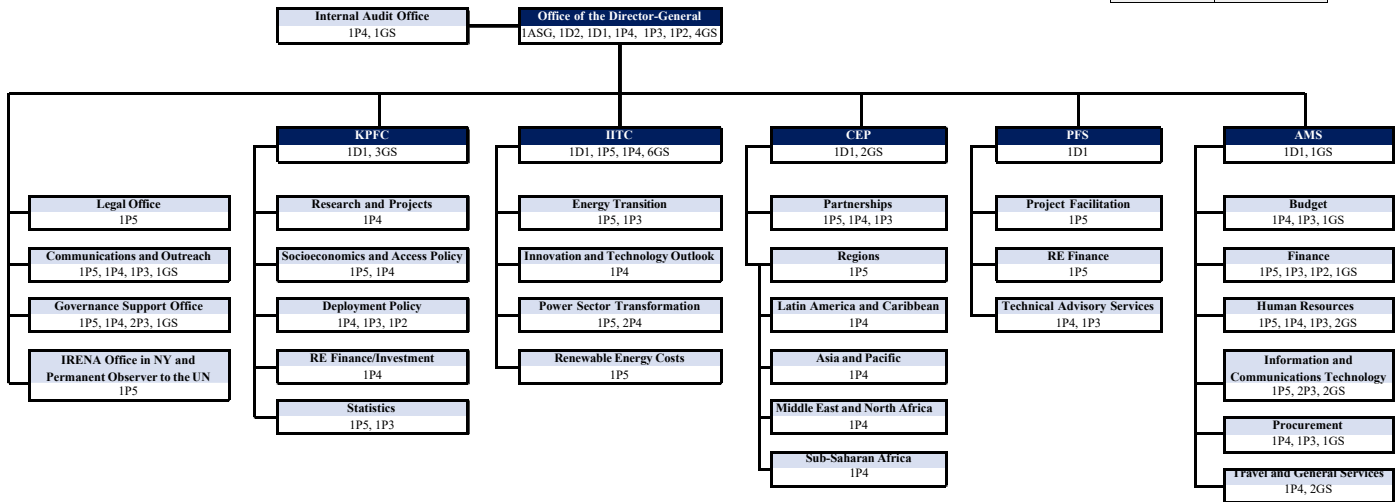 Internal Audit Office
1P4, 1GS
Office of the Director-General
1ASG, 1D2, 1D1, 1P4, 1P3, 1P2, 4GS
Legal Office
1P5
Communications and Outreach
1P5, 1P4, 1P3, 1GS
Governance Support Office
1P5, 1P4, 2P3, 1GS
IRENA Office in NY and
Permanent Observer to the UN
1P5
KPFC
1D1, 3GS
Research and Projects
1P4
Socioeconomics and Access Policy
1P5, 1P4
Deployment Policy
1P4, 1P3, 1P2
RE Finance/Investment
1P4
Statistics
1P5, 1P3
IITC
1D1, 1P5, 1P4, 6GS
Energy Transition
1P5, 1P3
Innovation and Technology Outlook
1P4
Power Sector Transformation
1P5, 2P4
Renewable Energy Costs
1P5
CEP
1D1, 2GS
Partnerships
1P5, 1P4, 1P3
Regions
1P5
Latin America and Caribbean
1P4
Asia and Pacific
1P4
Middle East and North Africa
1P4
Sub-Saharan Africa
1P4
PFS
1D1
Project Facilitation
1P5
RE Finance
1P5
Technical Advisory Services
1P4, 1P3
AMS
1D1, 1GS
Budget
1P4, 1P3, 1GS
Finance
1P5, 1P3, 1P2, 1GS
Human Resources
1P5, 1P4, 1P3, 2GS
Information and
Communications Technology
1P5, 2P3, 2GS
Procurement
1P4, 1P3, 1GS
Travel and General Services
1P4, 2GS